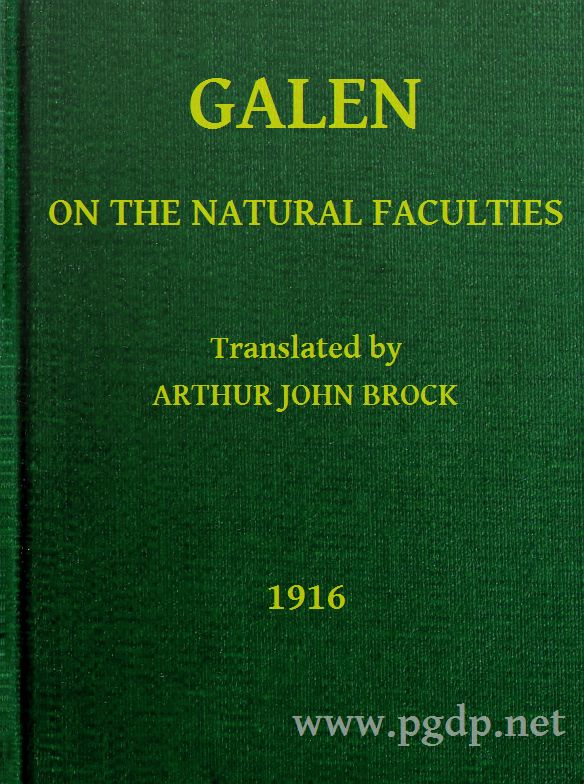 GALEN
ON THE NATURAL FACULTIES
Translated by
ARTHUR JOHN BROCK
1916
www.pgdp.net